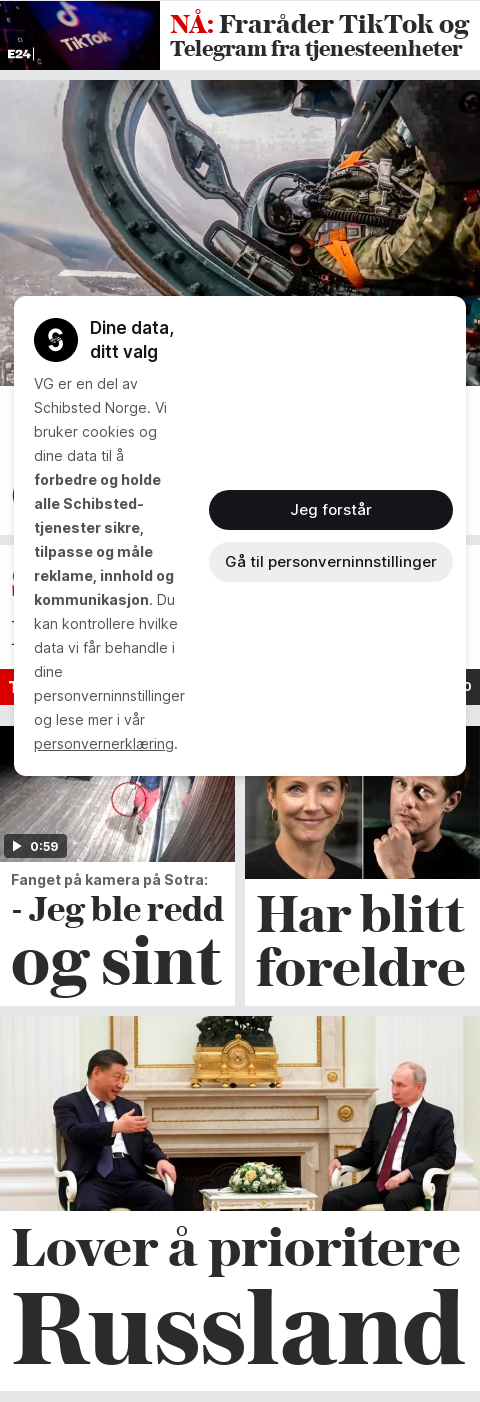 TikTok
E24
NÅ: Fraråder TikTok og
Telegram fra tjenesteenheter
Dine data,
ditt valg
VG er en del av
Schibsted Norge. Vi
bruker cookies og
dine data til å
forbedre og holde
alle Schibsted-
tjenester sikre,
tilpasse og måle
reklame, innhold og
kommunikasjon. Du
kan kontrollere hvilke
data vi får behandle i
dine
personverninnstillinger
og lese mer i vår
personvernerklæring.
Jeg forstår
Gå til personverninnstillinger
0:59
Fanget på kamera på Sotra:
- Jeg ble redd
og sint
Har blitt
foreldre
Lover å prioritere
Russland